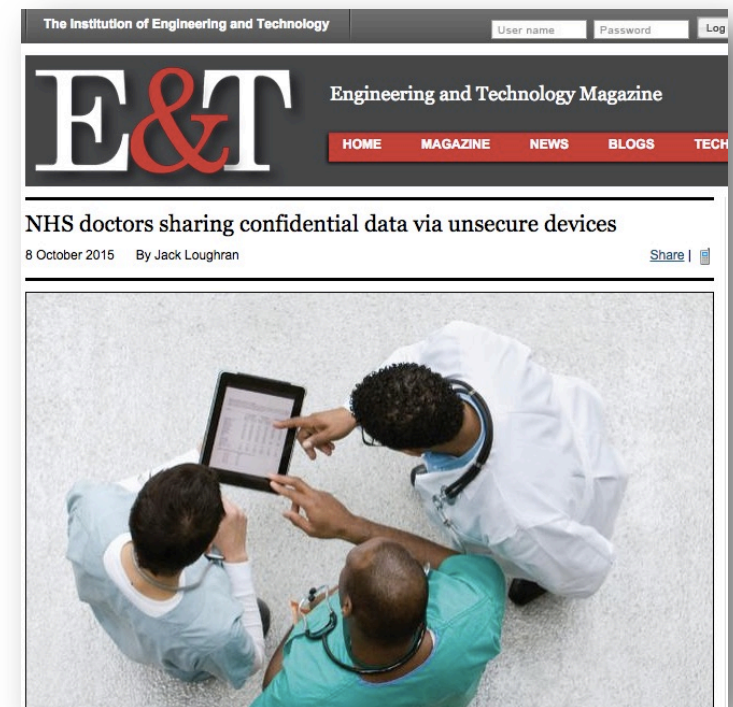 The Institution of Engineering and Technology
User name
Password
Log
E&T
Engineering and Technology Magazine
HOME MAGAZINE NEWS BLOGS TECH
NHS doctors sharing confidential data via unsecure devices
8 October 2015 By Jack Loughran
Share |